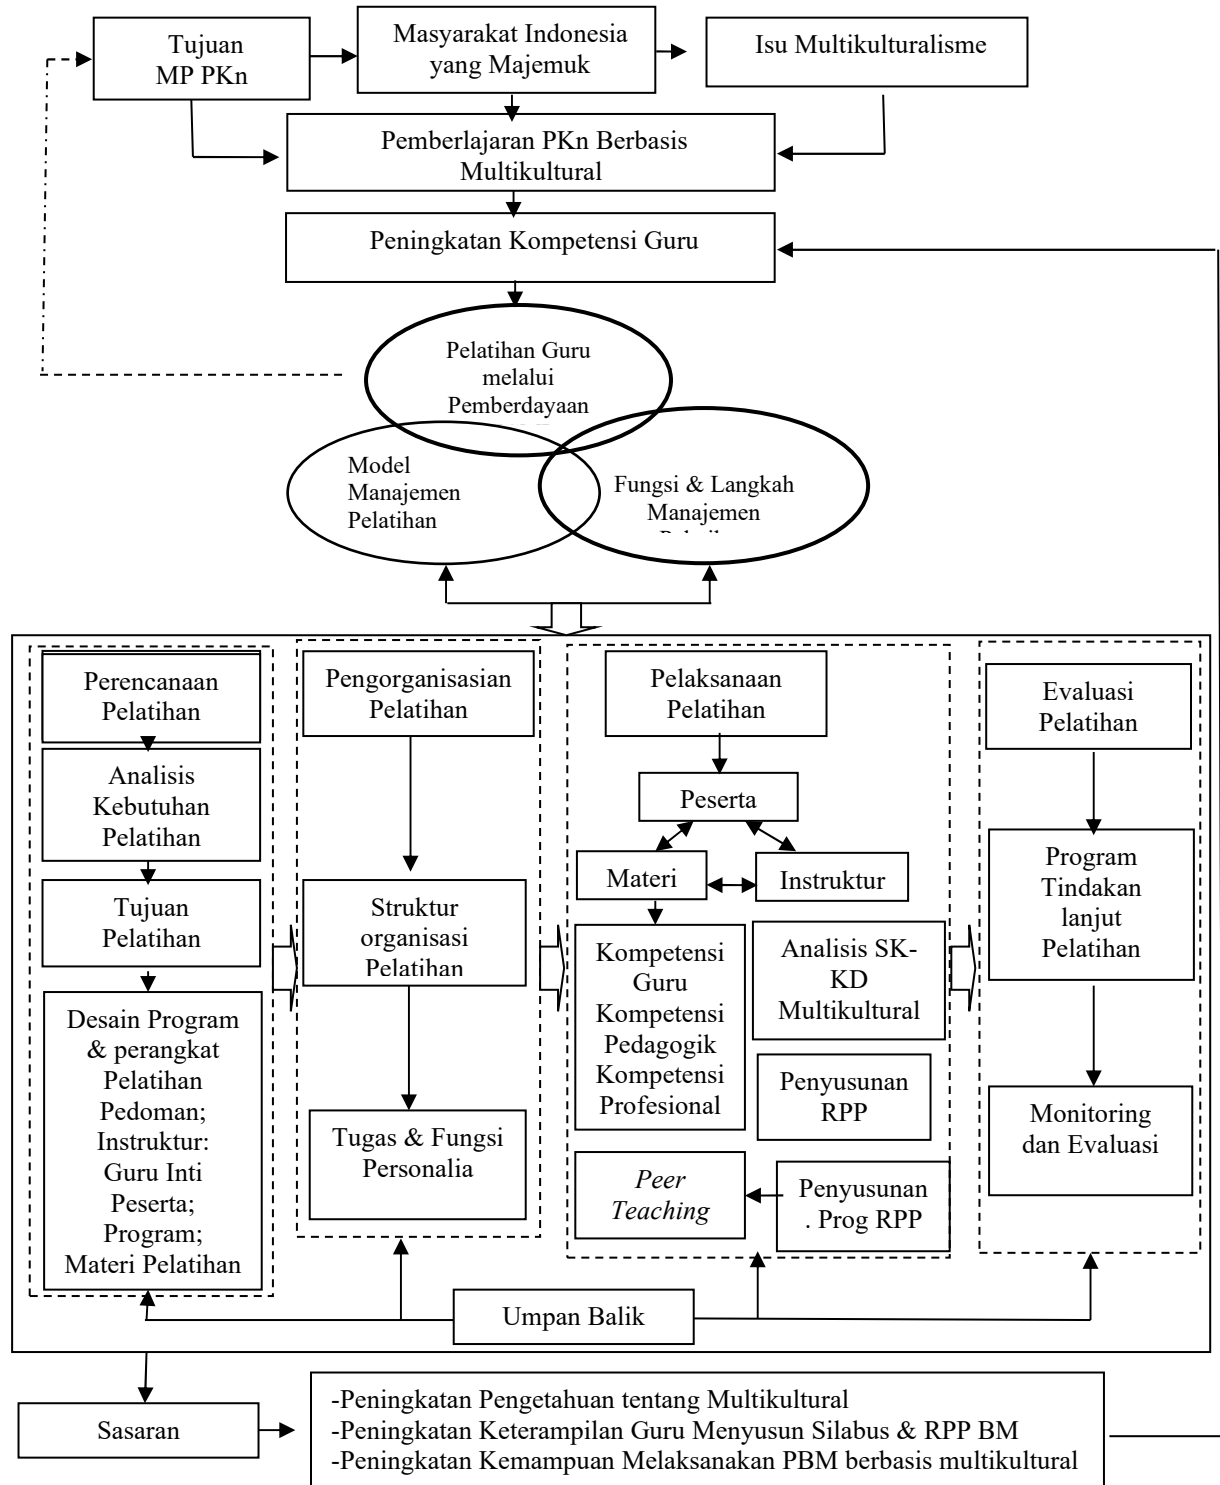 Tujuan
MP PKn
Masyarakat Indonesia
yang Majemuk
Isu Multikulturalisme
Pemberlajaran PKn Berbasis
Multikultural
Peningkatan Kompetensi Guru
Pelatihan Guru
melalui
Pemberdayaan
Model
Manajemen
Pelatihan
Fungsi & Langkah
Manajemen
Perencanaan
Pelatihan
Analisis
Kebutuhan
Pelatihan
Tujuan
Pelatihan
Desain Program
& perangkat
Pelatihan
Pedoman;
Instruktur:
Guru Inti
Peserta;
Program;
Materi Pelatihan
Pengorganisasian
Pelatihan
Struktur
organisasi
Pelatihan
Tugas & Fungsi
Personalia
Pelaksanaan
Pelatihan
Peserta
Materi
Instruktur
Kompetensi
Guru
Kompetensi
Pedagogik
Kompetensi
Profesional
Analisis SK-
KD
Multikultural
Penyusunan
RPP
Peer
Teaching
Penyusunan
. Prog RPP
Evaluasi
Pelatihan
Program
Tindakan
lanjut
Pelatihan
Monitoring
dan Evaluasi
Umpan Balik
Sasaran
-Peningkatan Pengetahuan tentang Multikultural
-Peningkatan Keterampilan Guru Menyusun Silabus & RPP BM
-Peningkatan Kemampuan Melaksanakan PBM berbasis multikultural